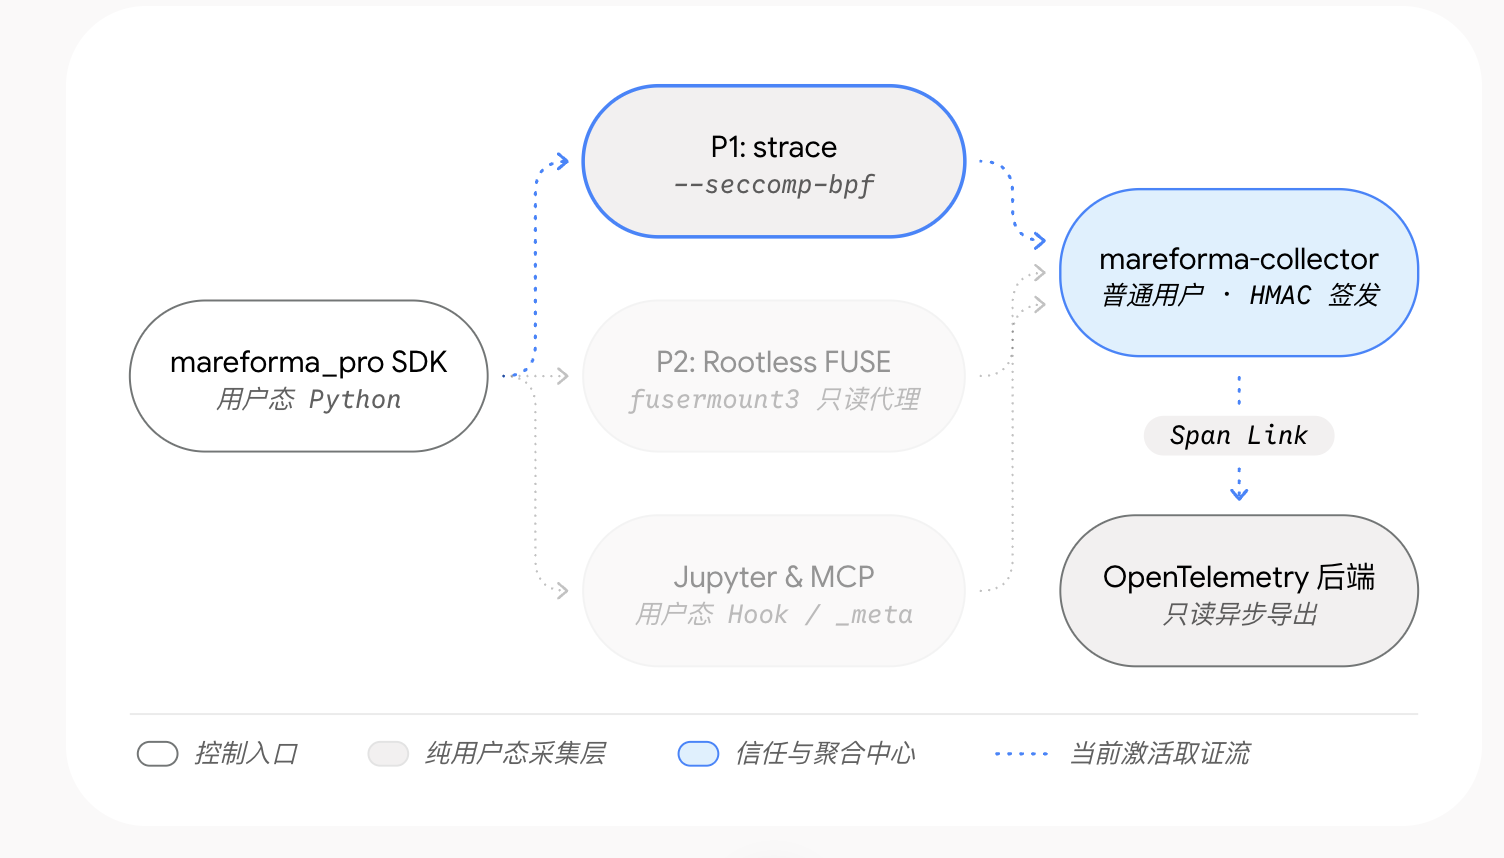 P1: strace
--seccomp-bpf
mareforma-collector
普通用户 · HMAC 签发
mareforma_pro SDK
用户态 Python
P2: Rootless FUSE
fusermount3 只读代理
Span Link
Jupyter & MCP
用户态 Hook / _meta
OpenTelemetry 后端
只读异步导出
控制入口
纯用户态采集层
信任与聚合中心
当前激活取证流